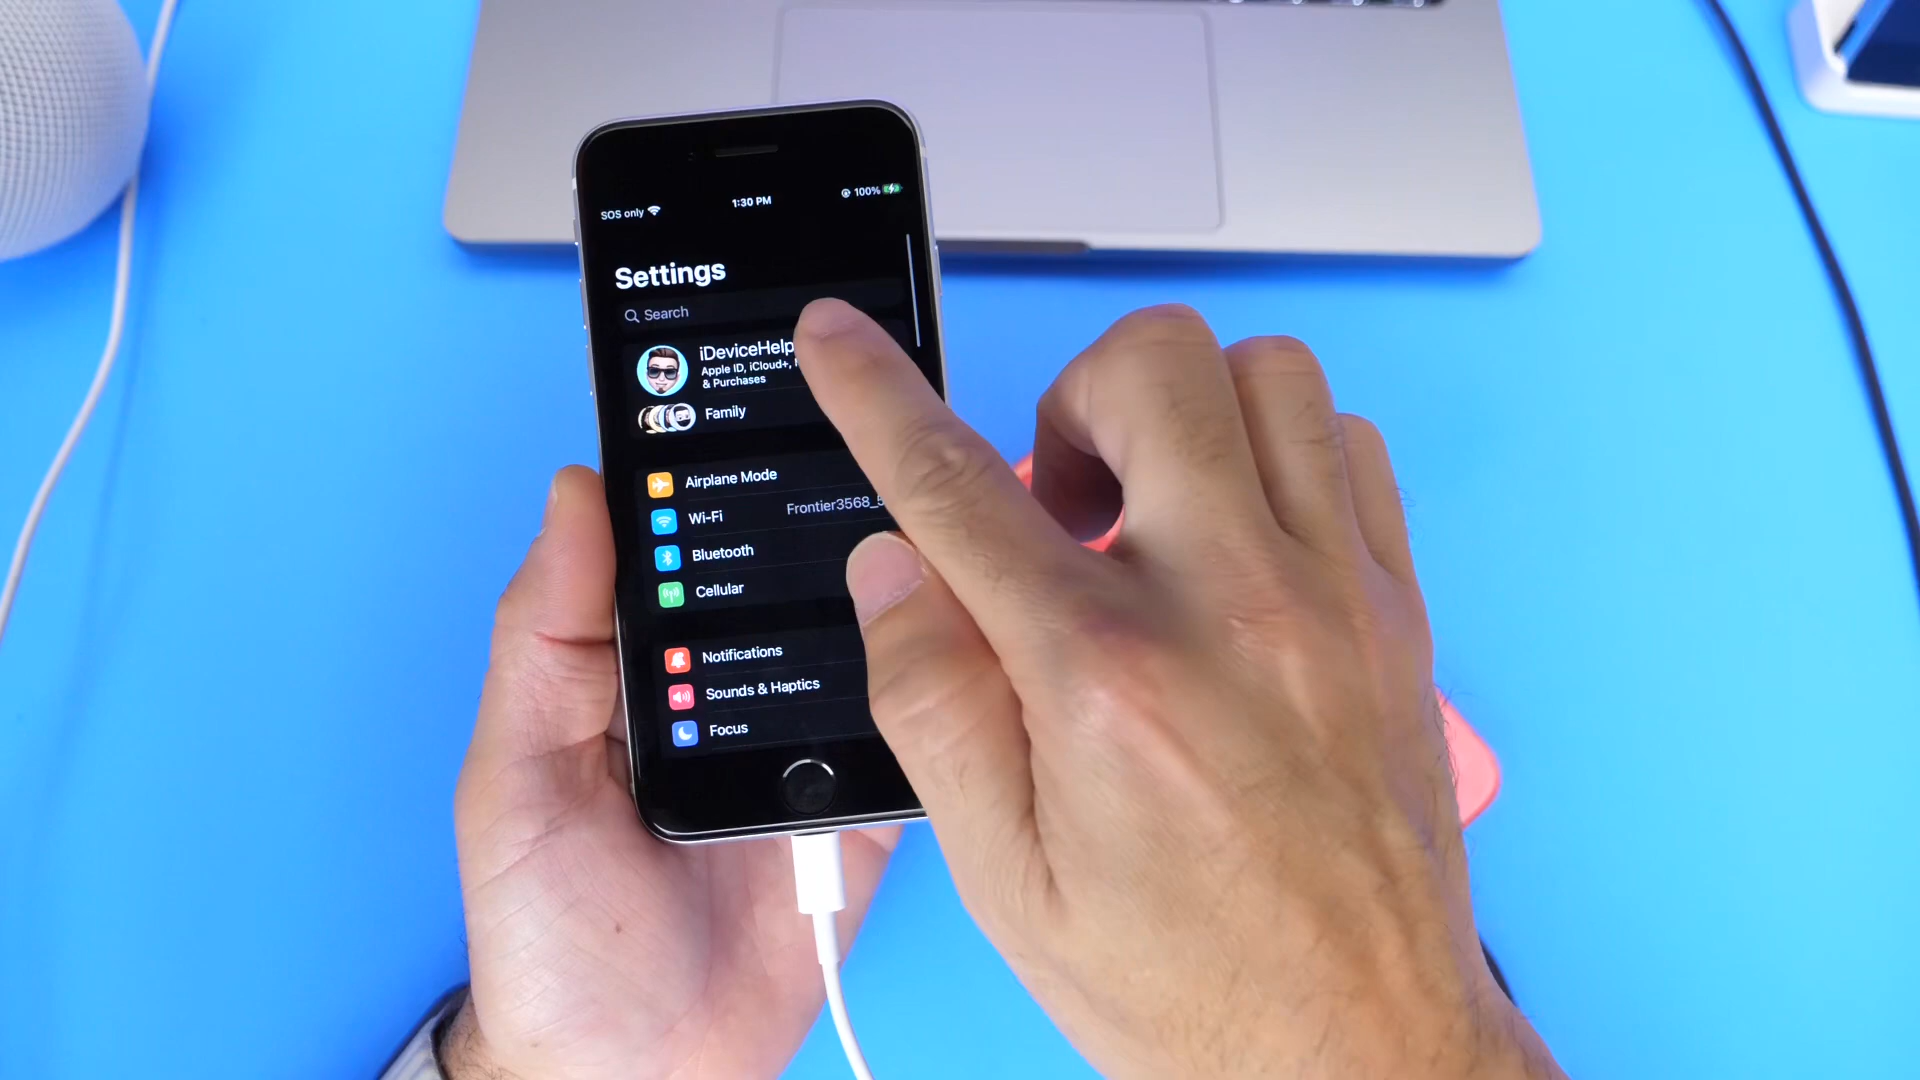 SOS only
1:30 PM
100%
Settings
Search
iDeviceHelp
Apple ID, iCloud+,
& Purchases
Family
Airplane Mode
Wi-Fi Frontier3568_5
Bluetooth
Cellular
Notifications
Sounds & Haptics
Focus